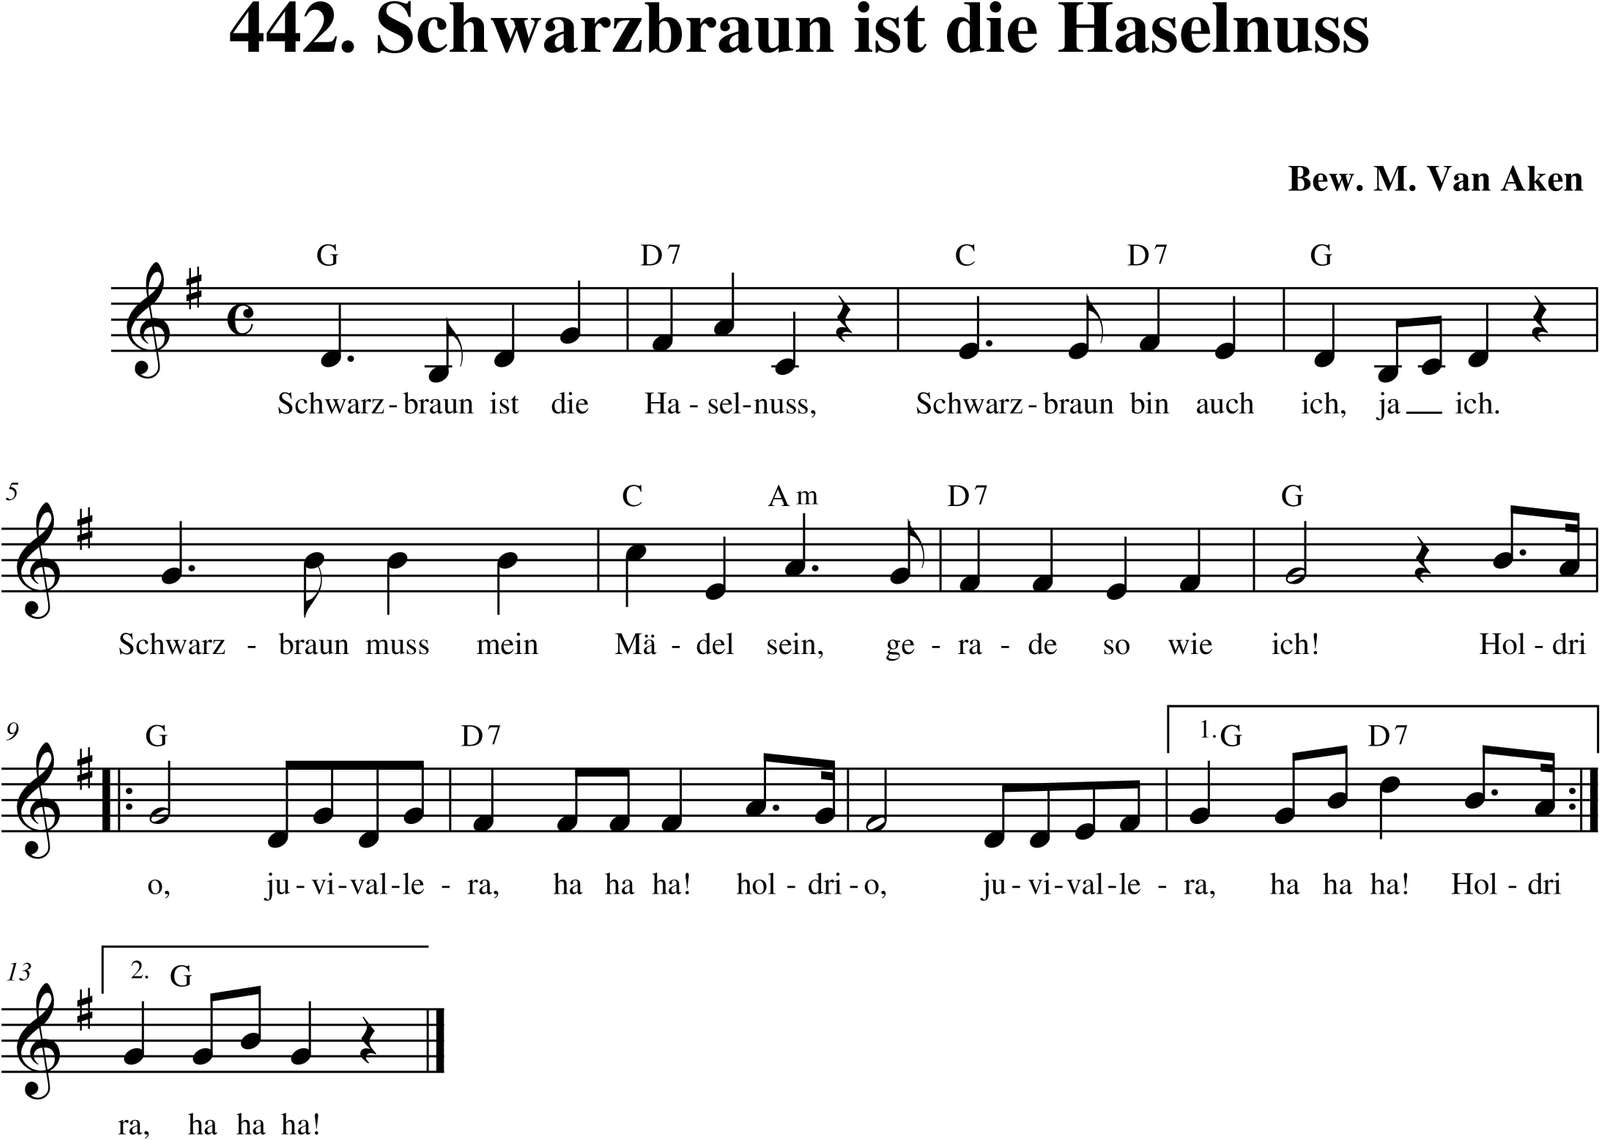 442. Schwarzbraun ist die Haselnuss
Bew. M. Van Aken
G D7 C D7 G
Schwarz-braun ist die Ha-sel-nuss, Schwarz-braun bin auch ich, ja ich.
5 C Am D7 G
Schwarz-braun muss mein Mä-del sein, ge-ra-de so wie ich! Hol-dri
9 G D7 1. G D7
o, ju-vi-val-le-ra, ha ha ha! hol-dri-o, ju-vi-val-le-ra, ha ha ha! Hol-dri
13 2. G
ra, ha ha ha!